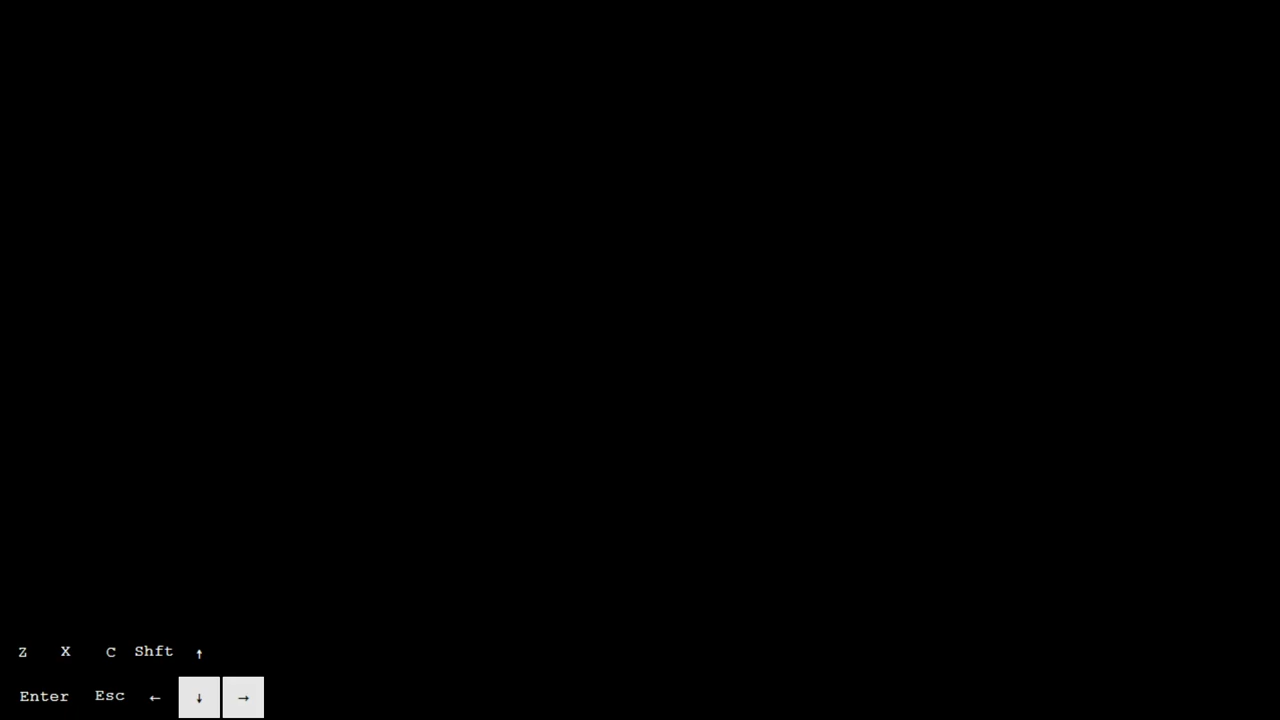 Z X C Shft ↑
Enter Esc ← ↓ →